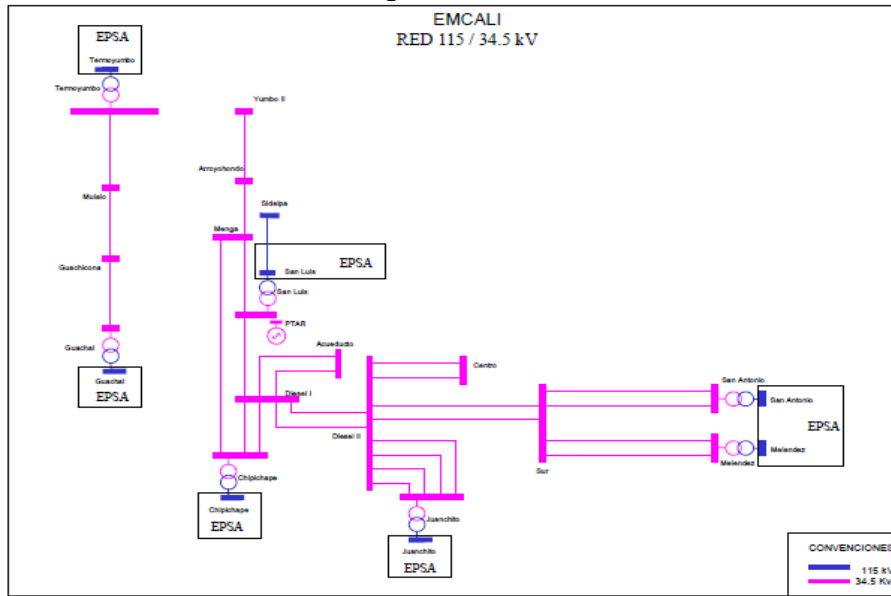 EMCALI
RED 115 / 34.5 kV
EPSA
Termoyumbo
Termoyumbo
Yumbo II
Arroyohondo
Mulalo
Sidelpa
Menga
EPSA
San Luis
Guachicona
San Luis
PTAR
Guachal
Acueducto
Guachal
EPSA
Centro
San Antonio
Diesel I
San Antonio
EPSA
Diesel II
Melendez
Sur
Melendez
Chipichape
Chipichape
EPSA
Juanchito
Juanchito
EPSA
CONVENCIONES
115 kV
34.5 Kv